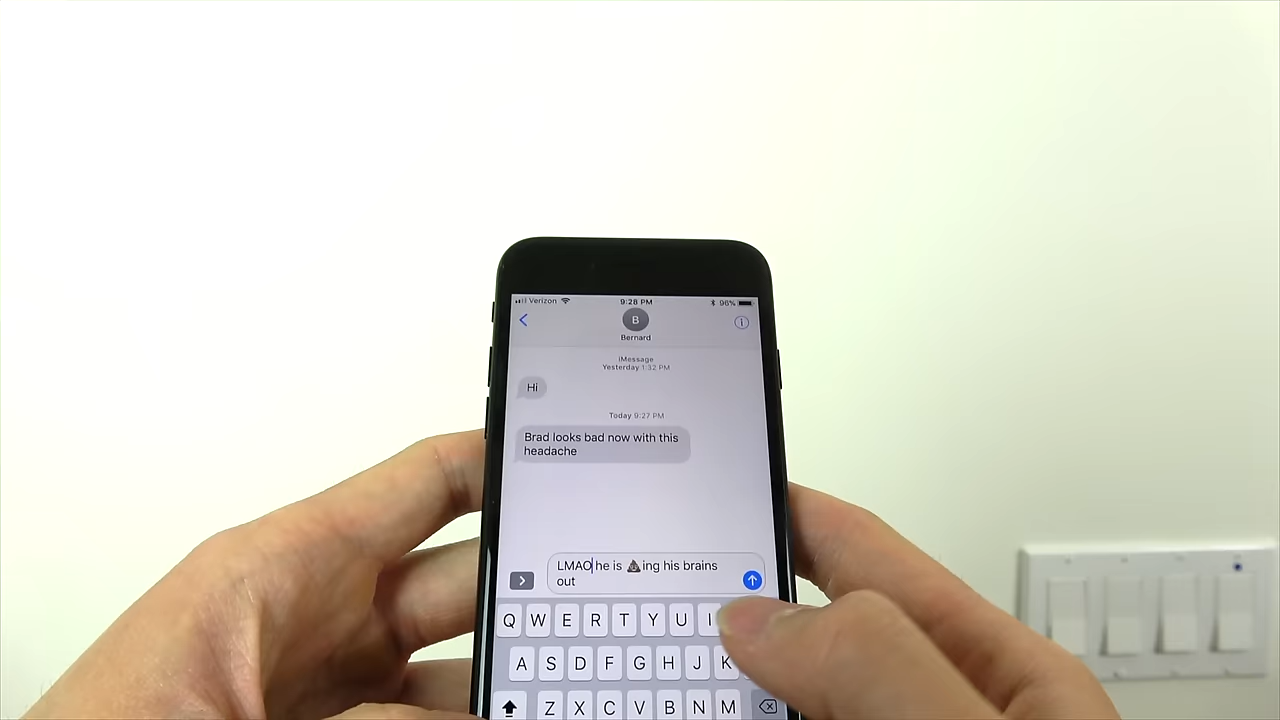 Verizon 9:28 PM 96%
B
Bernard
iMessage
Yesterday 1:32 PM
Hi
Today 9:27 PM
Brad looks bad now with this
headache
LMAO he is 💩ing his brains
out
Q W E R T Y U I
A S D F G H J K
Z X C V B N M